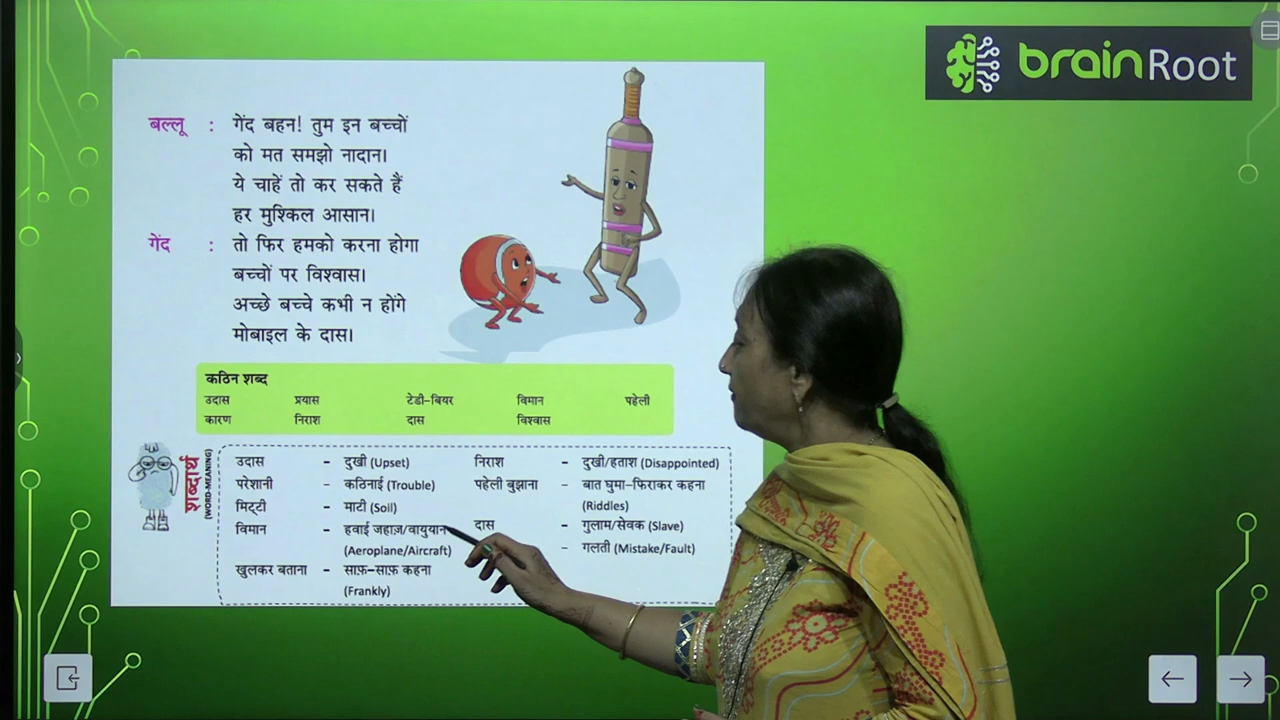 brainRoot
बल्लू : गेंद बहन! तुम इन बच्चों
को मत समझो नादान।
ये चाहें तो कर सकते हैं
हर मुश्किल आसान।
गेंद : तो फिर हमको करना होगा
बच्चों पर विश्वास।
अच्छे बच्चे कभी न होंगे
मोबाइल के दास।
कठिन शब्द
उदास प्रयास टेडी-बियर विमान पहेली
कारण निराश दास विश्वास
शब्दार्थ
(WORD-MEANING)
उदास - दुखी (Upset) निराश - दुखी/हताश (Disappointed)
परेशानी - कठिनाई (Trouble) पहेली बुझाना - बात घुमा-फिराकर कहना
मिट्टी - माटी (Soil) (Riddles)
विमान - हवाई जहाज़/वायुयान दास - गुलाम/सेवक (Slave)
(Aeroplane/Aircraft) - गलती (Mistake/Fault)
खुलकर बताना - साफ़-साफ़ कहना
(Frankly)